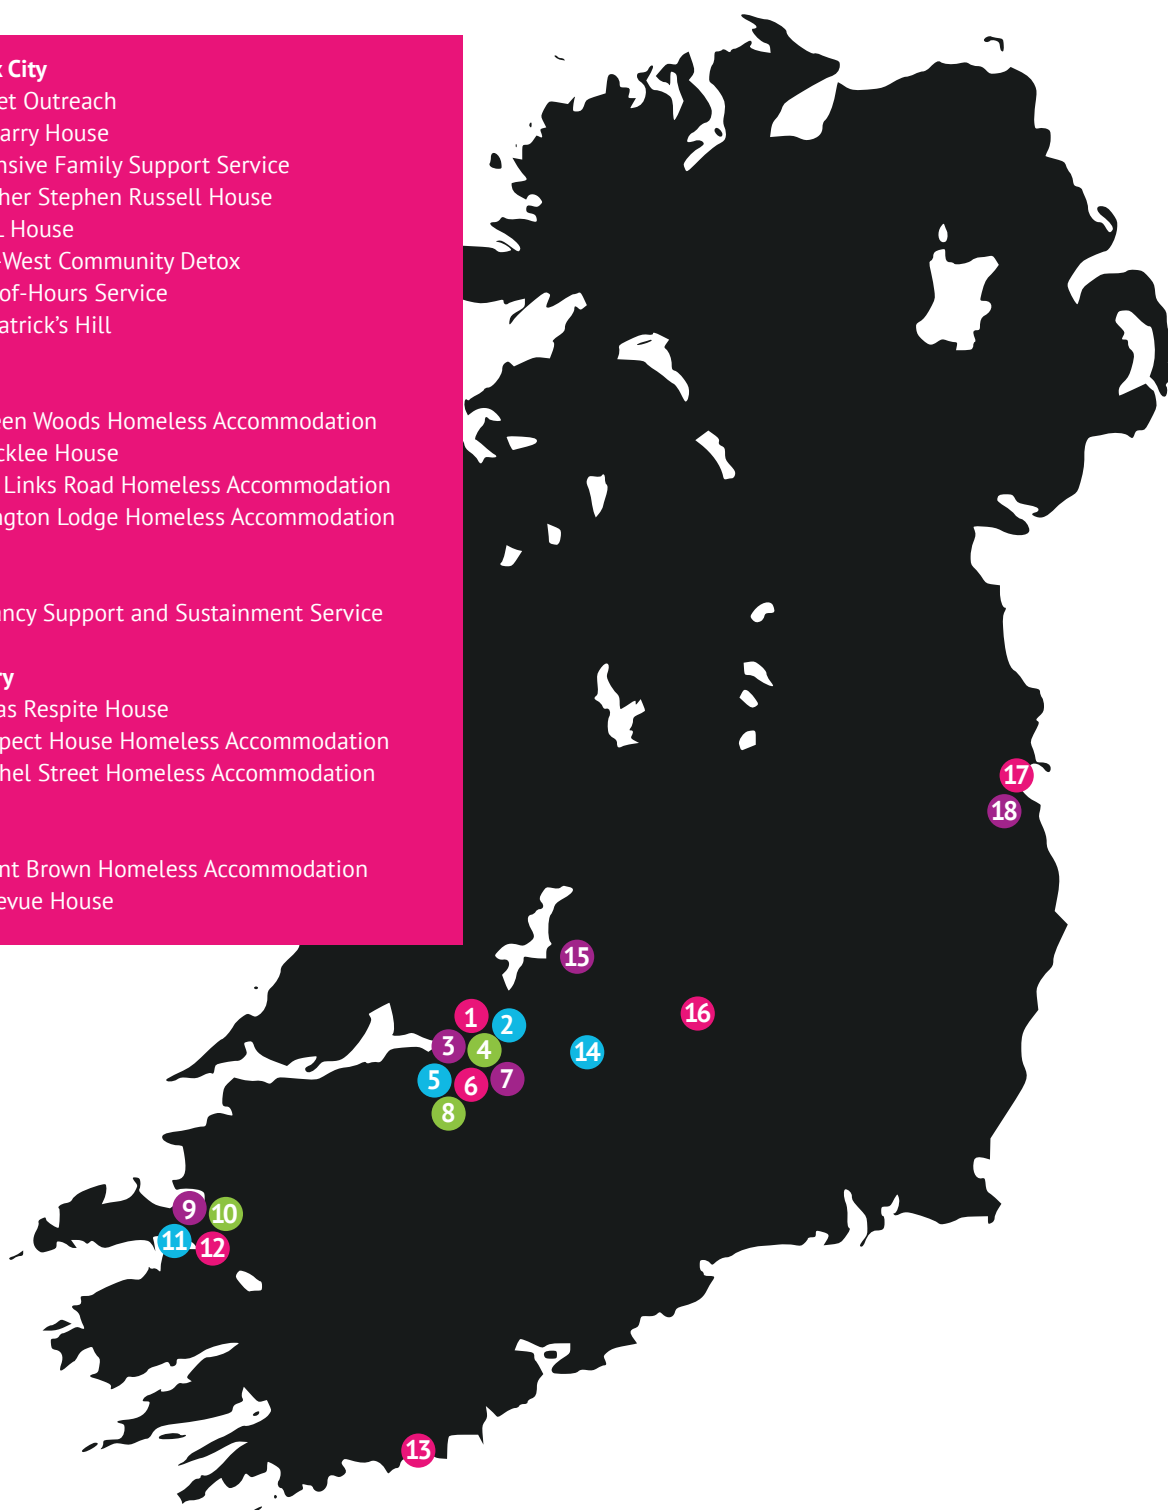 k City
et Outreach
arry House
nsive Family Support Service
her Stephen Russell House
L House
-West Community Detox
of-Hours Service
atrick’s Hill
een Woods Homeless Accommodation
cklee House
Links Road Homeless Accommodation
ngton Lodge Homeless Accommodation
ancy Support and Sustainment Service
ry
as Respite House
pect House Homeless Accommodation
hel Street Homeless Accommodation
nt Brown Homeless Accommodation
evue House
17
18
15
16
1
2
3
4
14
5
6
7
8
9
10
11
12
13